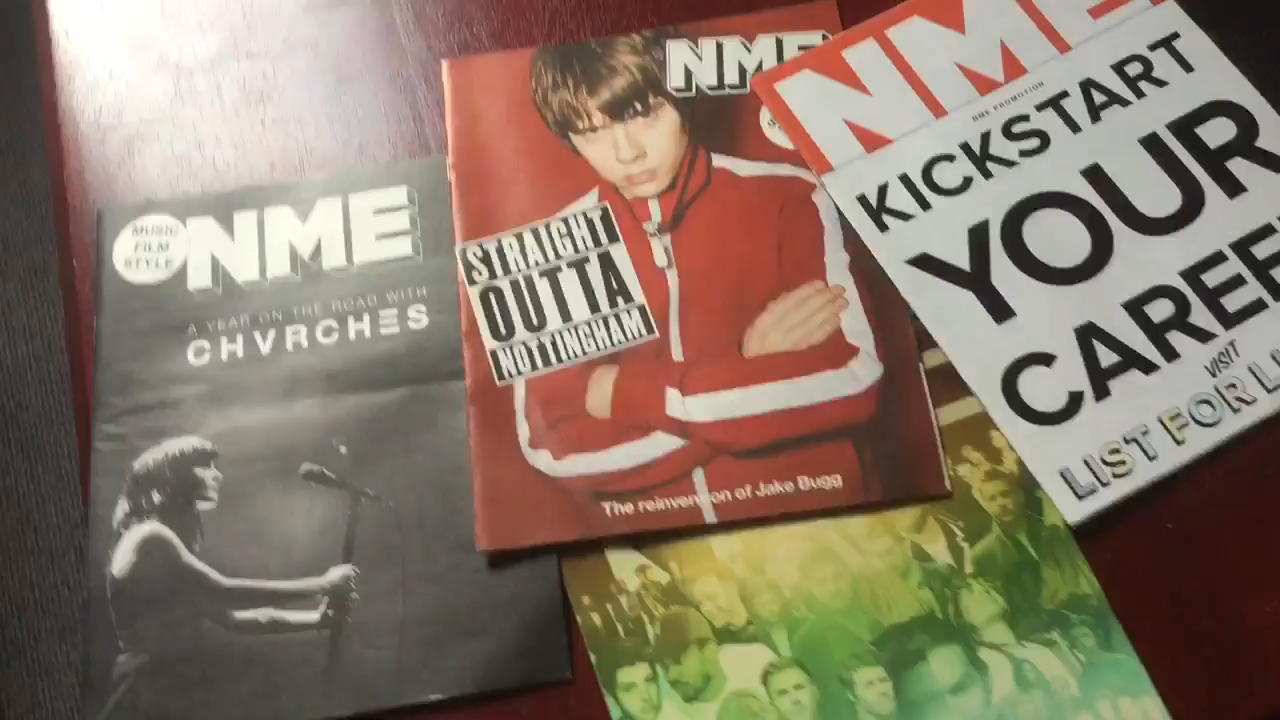 MUSIC
FILM
STYLE
NME
A YEAR ON THE ROAD WITH
CHVRCHΞS
NME
STRAIGHT
OUTTA
NOTTINGHAM
The reinvention of Jake Bugg
NME
NME PROMOTION
KICKSTART
YOUR
VISIT
LIST FOR